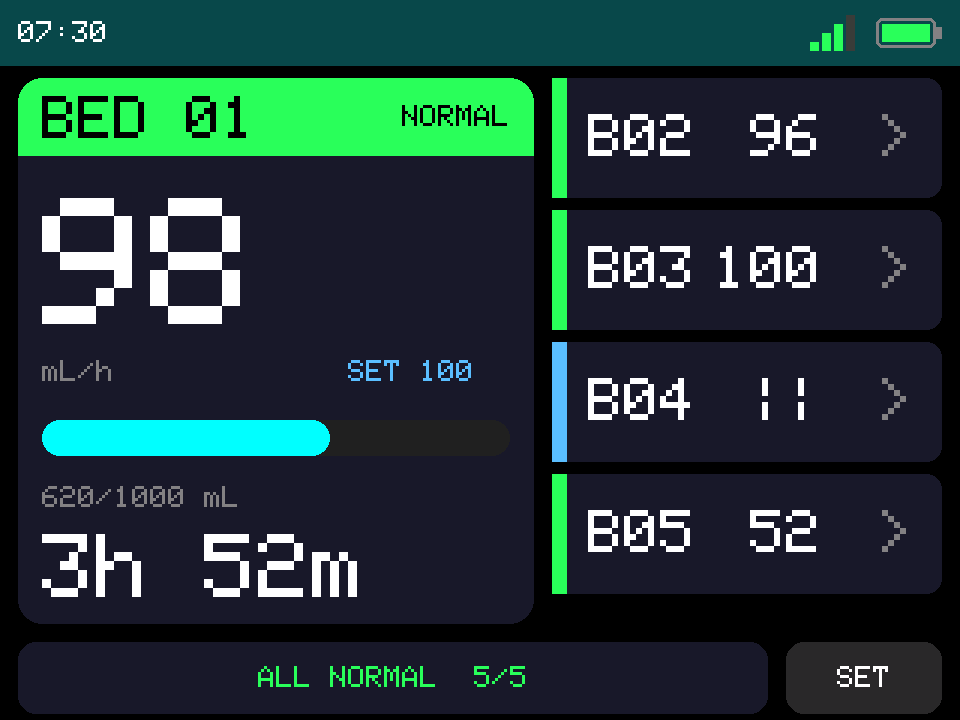 07:30
BED 01 NORMAL
98
mL/h SET 100
620/1000 mL
3h 52m
B02 96 >
B03 100 >
B04 ¦¦ >
B05 52 >
ALL NORMAL 5/5
SET